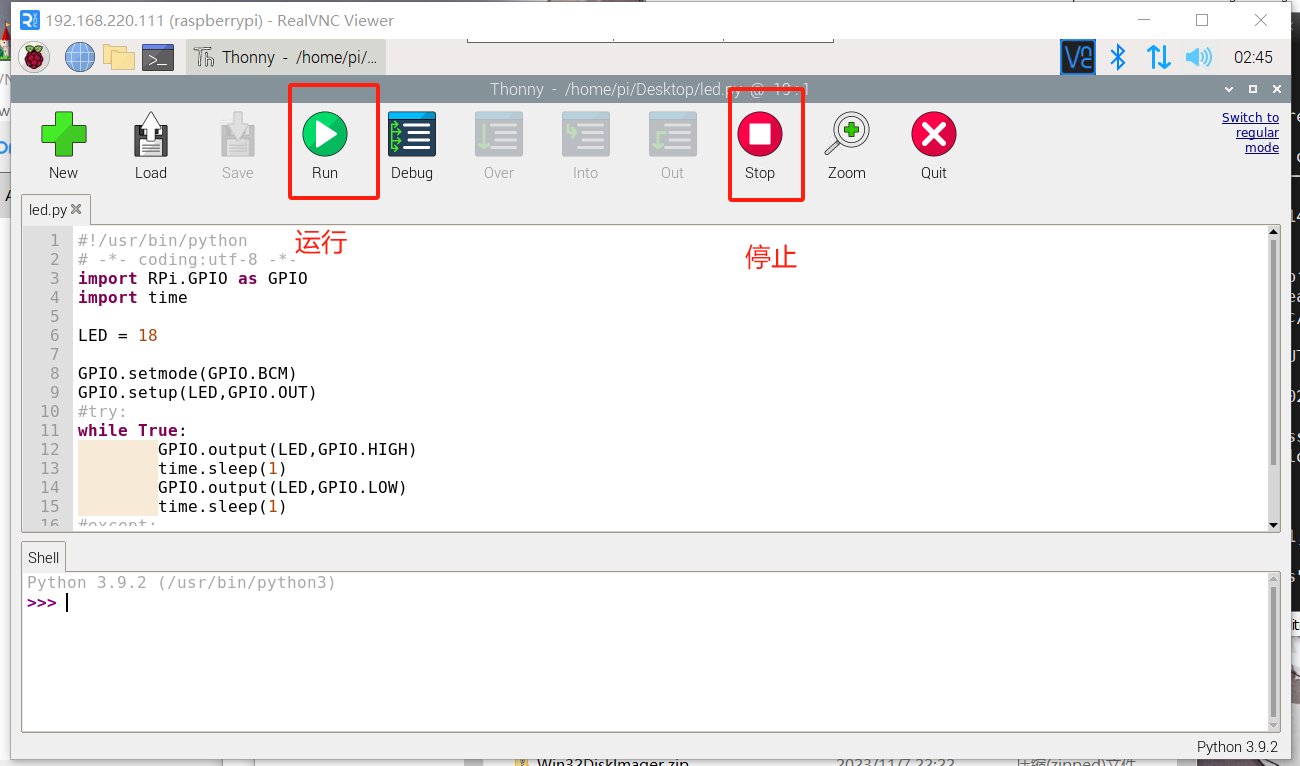 192.168.220.111 (raspberrypi) - RealVNC Viewer
Thonny - /home/pi/...
02:45
Thonny - /home/pi/Desktop/led.py @ 19:1
New
Load
Save
Run
Debug
Over
Into
Out
Stop
Zoom
Quit
Switch to
regular
mode
led.py
运行
停止
1 #!/usr/bin/python
2 # -*- coding:utf-8 -*-
3 import RPi.GPIO as GPIO
4 import time
5
6 LED = 18
7
8 GPIO.setmode(GPIO.BCM)
9 GPIO.setup(LED,GPIO.OUT)
10 #try:
11 while True:
12 GPIO.output(LED,GPIO.HIGH)
13 time.sleep(1)
14 GPIO.output(LED,GPIO.LOW)
15 time.sleep(1)
16 #except:
Shell
Python 3.9.2 (/usr/bin/python3)
>>>
Python 3.9.2
Win32DiskImager.zip
2023/11/7 22:22
压缩(zipped)文件